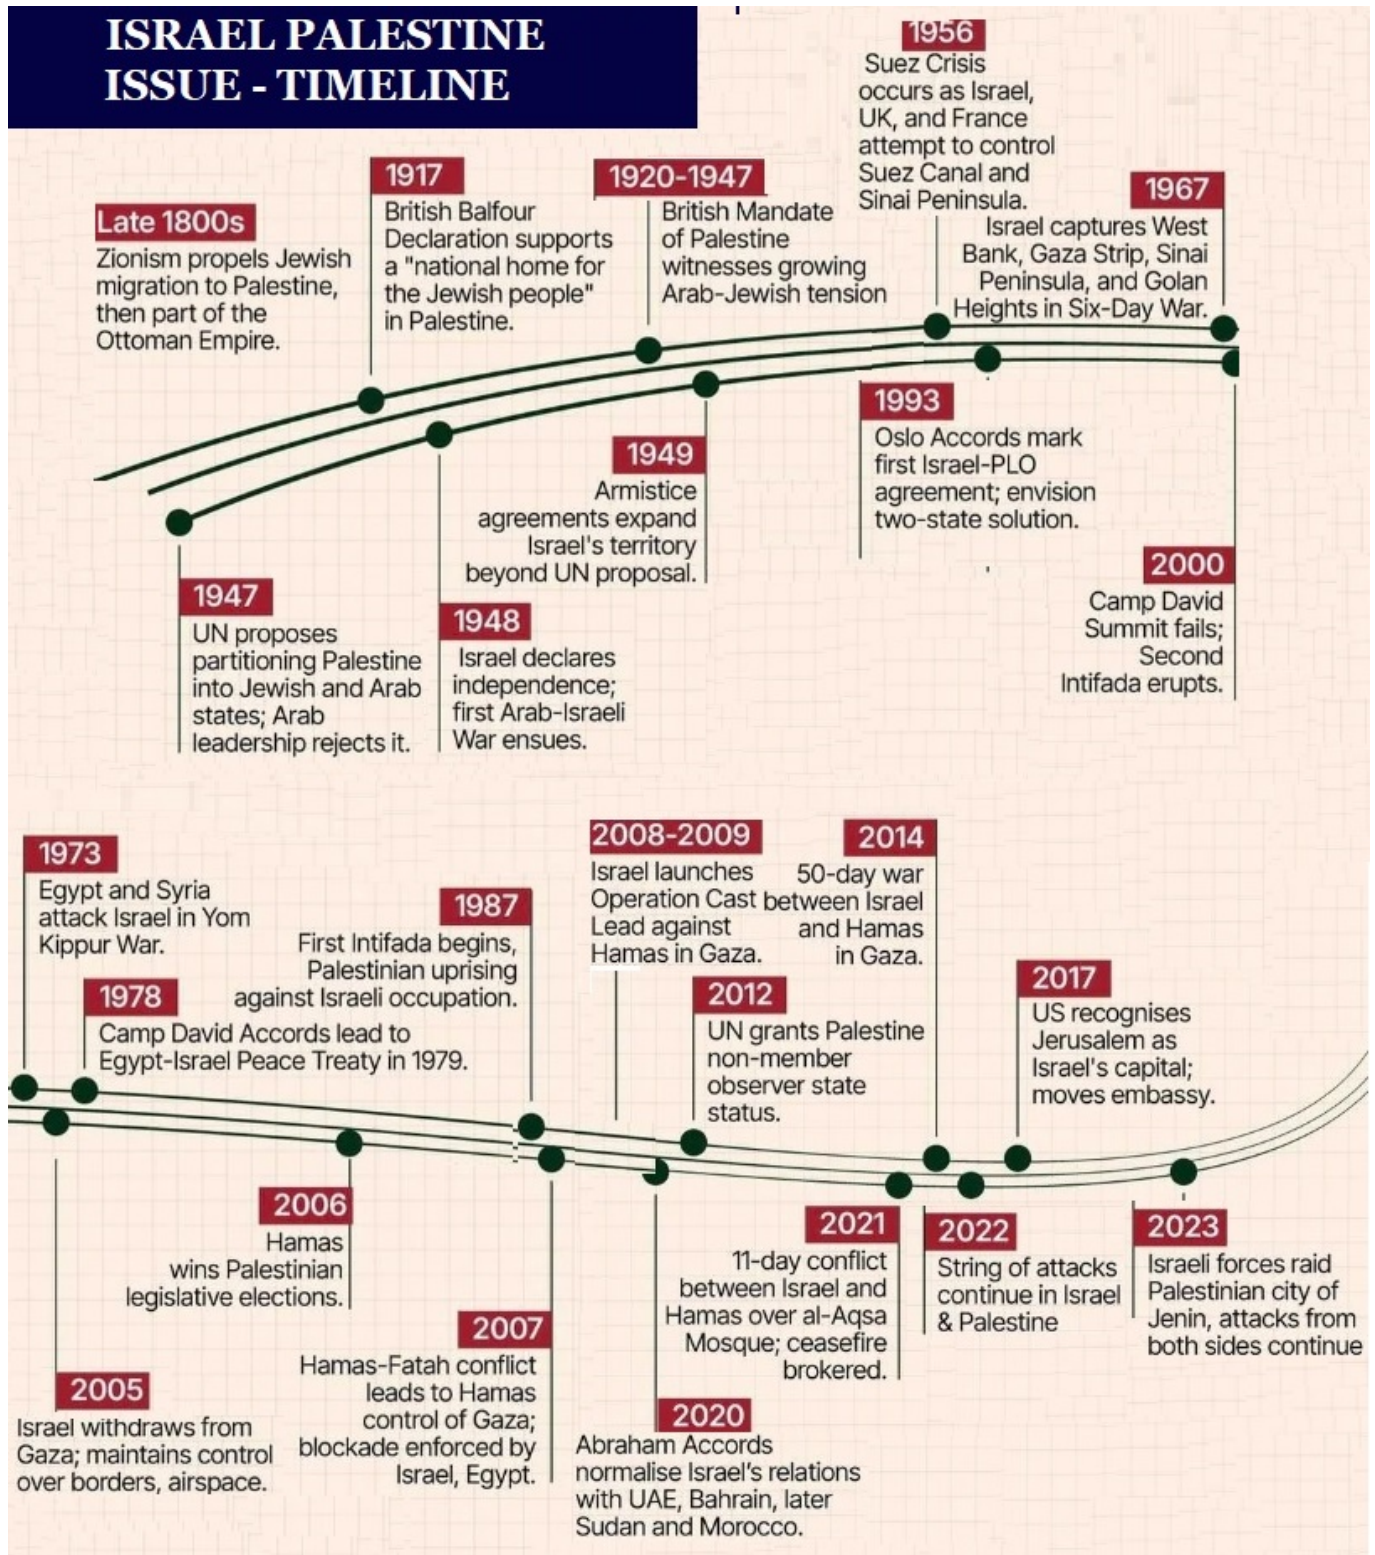 ISRAEL PALESTINE
ISSUE - TIMELINE
Late 1800s
Zionism propels Jewish
migration to Palestine,
then part of the
Ottoman Empire.
1917
British Balfour
Declaration supports
a "national home for
the Jewish people"
in Palestine.
1920-1947
British Mandate
of Palestine
witnesses growing
Arab-Jewish tension
1956
Suez Crisis
occurs as Israel,
UK, and France
attempt to control
Suez Canal and
Sinai Peninsula.
1967
Israel captures West
Bank, Gaza Strip, Sinai
Peninsula, and Golan
Heights in Six-Day War.
1947
UN proposes
partitioning Palestine
into Jewish and Arab
states; Arab
leadership rejects it.
1948
Israel declares
independence;
first Arab-Israeli
War ensues.
1949
Armistice
agreements expand
Israel's territory
beyond UN proposal.
1993
Oslo Accords mark
first Israel-PLO
agreement; envision
two-state solution.
2000
Camp David
Summit fails;
Second
Intifada erupts.
1973
Egypt and Syria
attack Israel in Yom
Kippur War.
1978
Camp David Accords lead to
Egypt-Israel Peace Treaty in 1979.
1987
First Intifada begins,
Palestinian uprising
against Israeli occupation.
2008-2009
Israel launches
Operation Cast
Lead against
Hamas in Gaza.
2012
UN grants Palestine
non-member
observer state
status.
2014
50-day war
between Israel
and Hamas
in Gaza.
2017
US recognises
Jerusalem as
Israel's capital;
moves embassy.
2005
Israel withdraws from
Gaza; maintains control
over borders, airspace.
2006
Hamas
wins Palestinian
legislative elections.
2007
Hamas-Fatah conflict
leads to Hamas
control of Gaza;
blockade enforced by
Israel, Egypt.
2020
Abraham Accords
normalise Israel's relations
with UAE, Bahrain, later
Sudan and Morocco.
2021
11-day conflict
between Israel and
Hamas over al-Aqsa
Mosque; ceasefire
brokered.
2022
String of attacks
continue in Israel
& Palestine
2023
Israeli forces raid
Palestinian city of
Jenin, attacks from
both sides continue